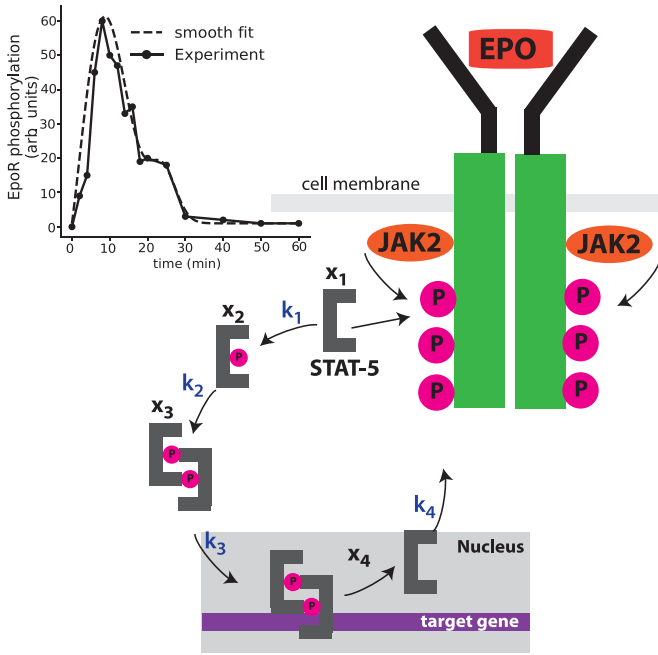 60
50
40
30
20
10
0
EpoR phosphorylation
(arb units)
smooth fit
Experiment
0 10 20 30 40 50 60
time (min)
EPO
cell membrane
JAK2
JAK2
P
P
P
P
P
P
x1
k1
STAT-5
x2
P
k2
x3
P
P
k3
k4
x4
Nucleus
P
P
target gene